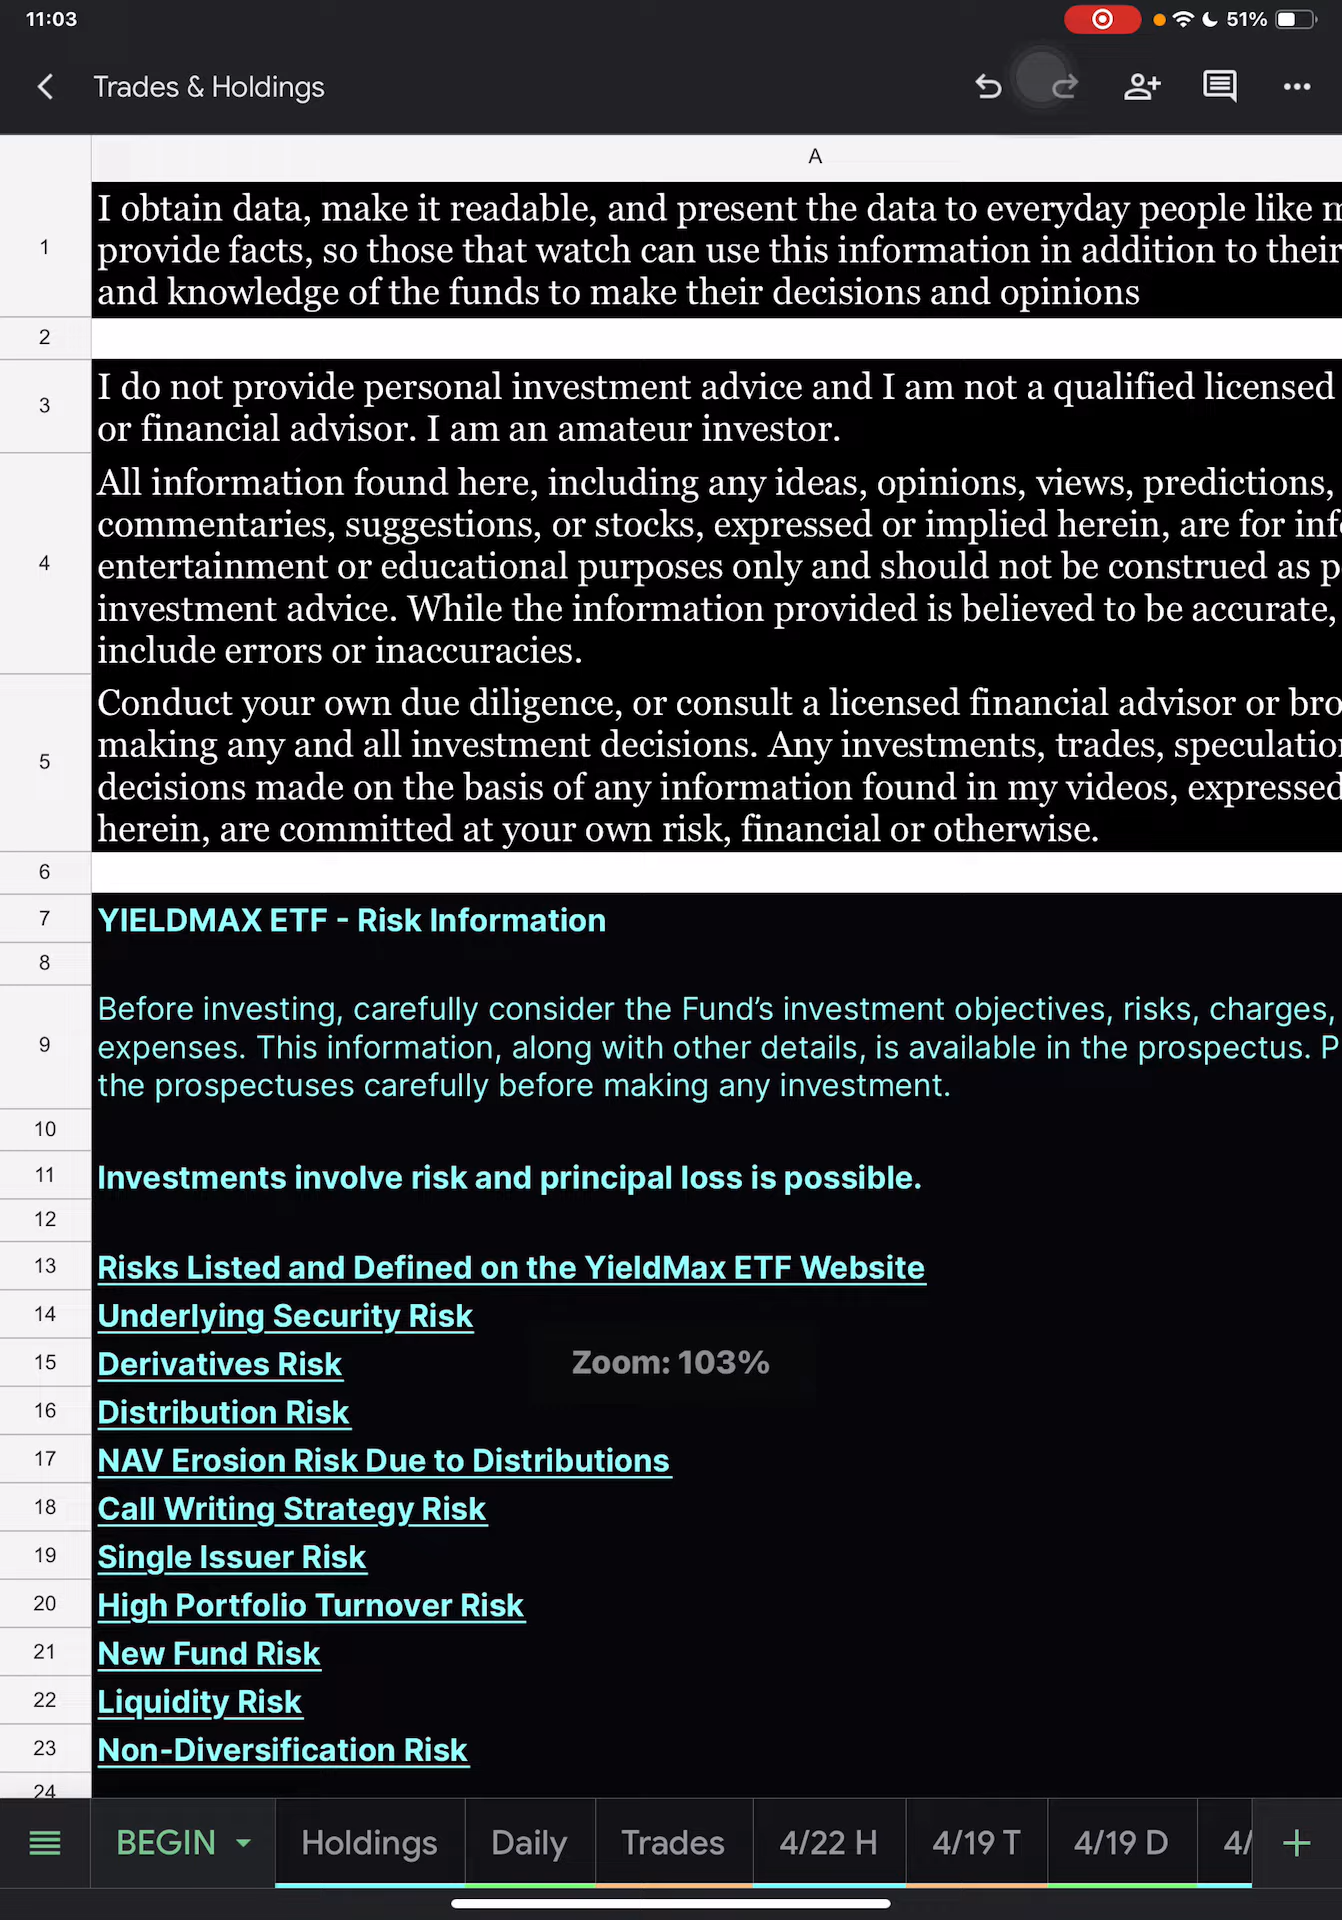 11:03
51%
Trades & Holdings
A
1
I obtain data, make it readable, and present the data to everyday people like
provide facts, so those that watch can use this information in addition to their
and knowledge of the funds to make their decisions and opinions
2
3
I do not provide personal investment advice and I am not a qualified licensed
or financial advisor. I am an amateur investor.
4
All information found here, including any ideas, opinions, views, predictions,
commentaries, suggestions, or stocks, expressed or implied herein, are for
entertainment or educational purposes only and should not be construed as
investment advice. While the information provided is believed to be accurate,
include errors or inaccuracies.
5
Conduct your own due diligence, or consult a licensed financial advisor or
making any and all investment decisions. Any investments, trades,
decisions made on the basis of any information found in my videos, expressed
herein, are committed at your own risk, financial or otherwise.
6
7
YIELDMAX ETF - Risk Information
8
9
Before investing, carefully consider the Fund's investment objectives, risks, charges,
expenses. This information, along with other details, is available in the prospectus.
the prospectuses carefully before making any investment.
10
11
Investments involve risk and principal loss is possible.
12
13
Risks Listed and Defined on the YieldMax ETF Website
14
Underlying Security Risk
15
Derivatives Risk
Zoom: 103%
16
Distribution Risk
17
NAV Erosion Risk Due to Distributions
18
Call Writing Strategy Risk
19
Single Issuer Risk
20
High Portfolio Turnover Risk
21
New Fund Risk
22
Liquidity Risk
23
Non-Diversification Risk
24
BEGIN
Holdings
Daily
Trades
4/22 H
4/19 T
4/19 D
4/